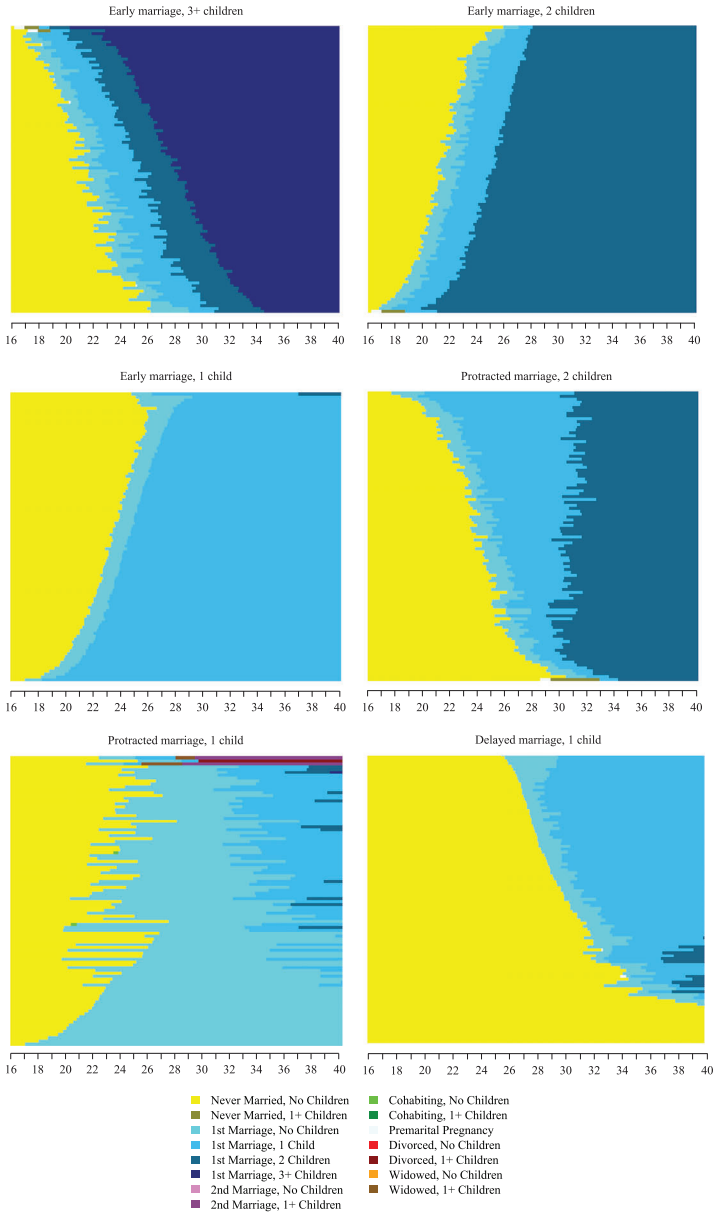 Early marriage, 3+ children
Early marriage, 2 children
16 18 20 22 24 26 28 30 32 34 36 38 40
16 18 20 22 24 26 28 30 32 34 36 38 40
Early marriage, 1 child
Protracted marriage, 2 children
16 18 20 22 24 26 28 30 32 34 36 38 40
16 18 20 22 24 26 28 30 32 34 36 38 40
Protracted marriage, 1 child
Delayed marriage, 1 child
16 18 20 22 24 26 28 30 32 34 36 38 40
16 18 20 22 24 26 28 30 32 34 36 38 40
Never Married, No Children
Never Married, 1+ Children
1st Marriage, No Children
1st Marriage, 1 Child
1st Marriage, 2 Children
1st Marriage, 3+ Children
2nd Marriage, No Children
2nd Marriage, 1+ Children
Cohabiting, No Children
Cohabiting, 1+ Children
Premarital Pregnancy
Divorced, No Children
Divorced, 1+ Children
Widowed, No Children
Widowed, 1+ Children